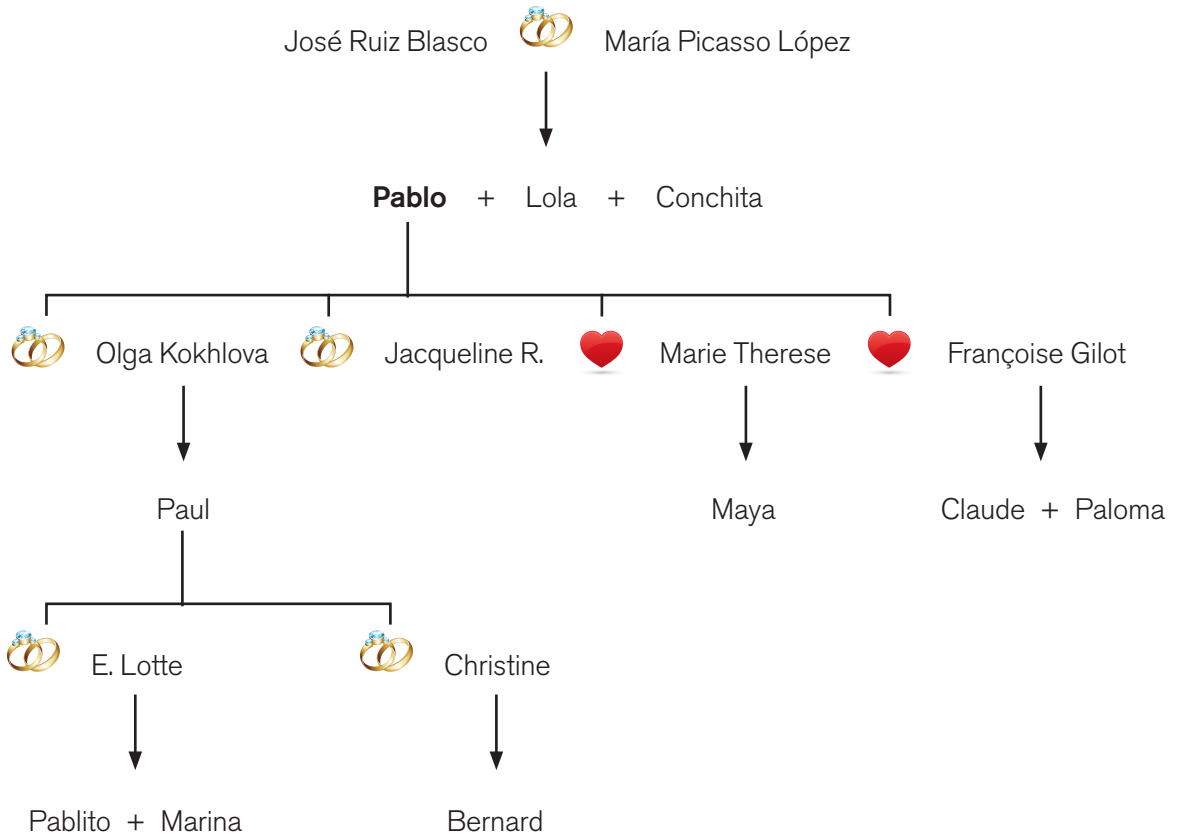 José Ruiz Blasco María Picasso López
Pablo + Lola + Conchita
Olga Kokhlova Jacqueline R. Marie Therese Françoise Gilot
Paul Maya Claude + Paloma
E. Lotte Christine
Pablito + Marina Bernard